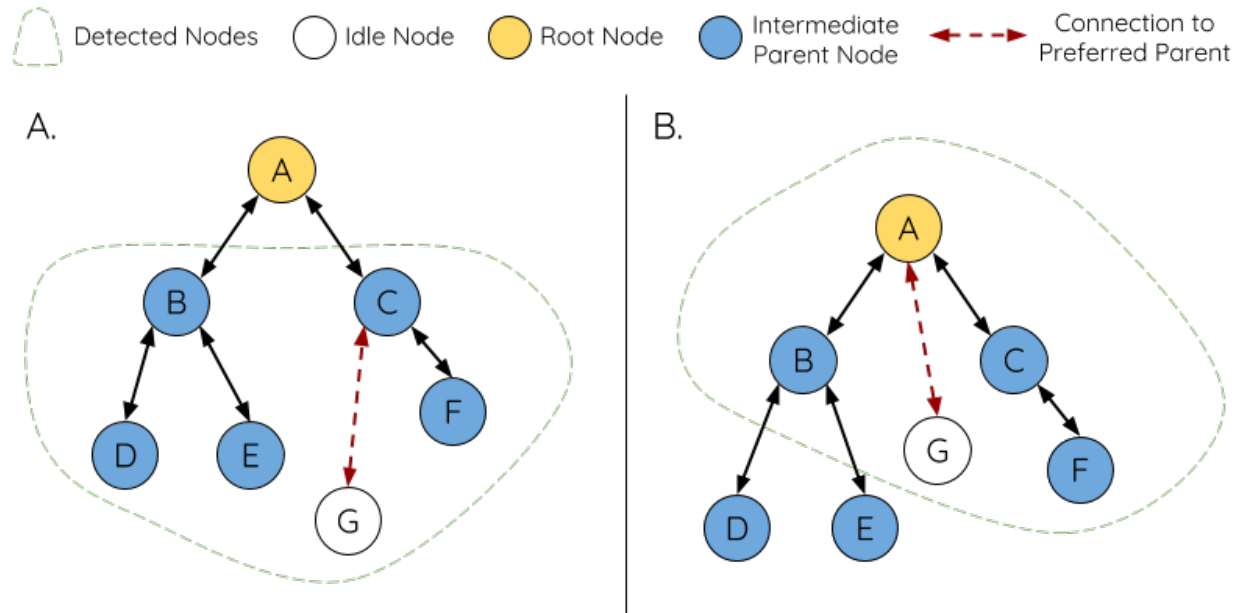 Detected Nodes
Idle Node
Root Node
Intermediate
Parent Node
Connection to
Preferred Parent
A.
A
B
C
D
E
F
G
B.
A
B
C
G
F
D
E